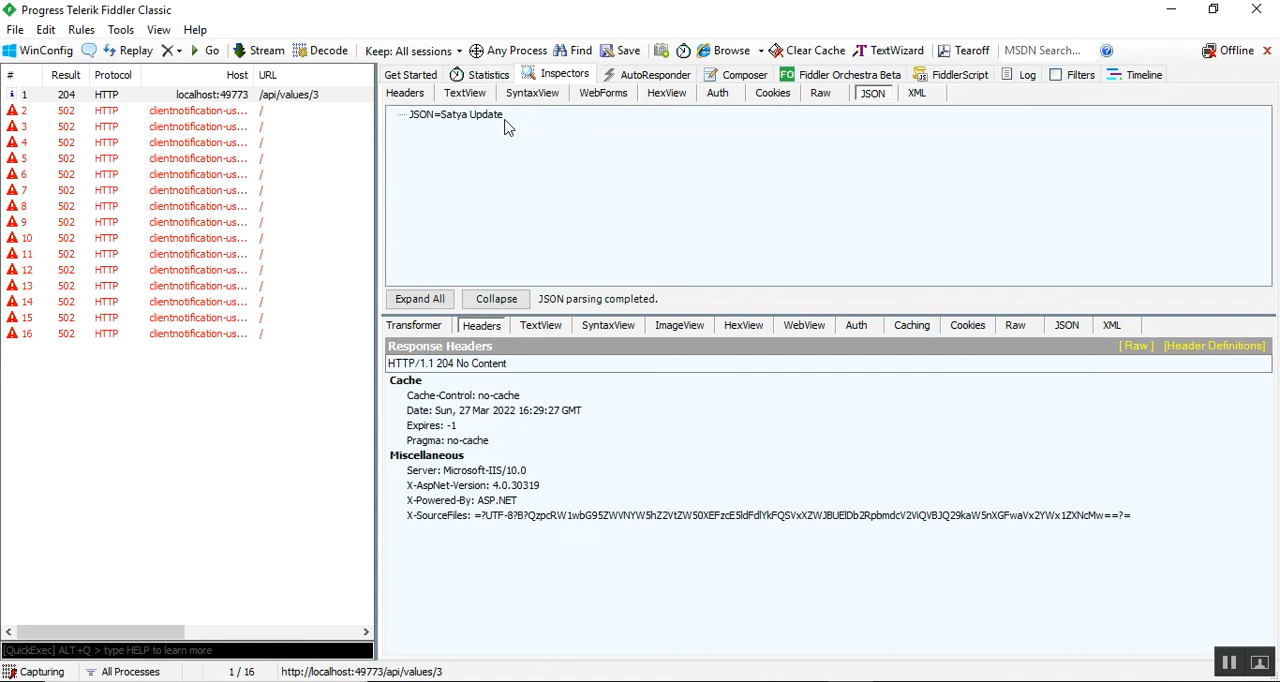 Progress Telerik Fiddler Classic
File Edit Rules Tools View Help
WinConfig Replay Go Stream Decode Keep: All sessions Any Process Find Save Browse Clear Cache TextWizard Tearoff MSDN Search... Offline
# Result Protocol Host URL
1 204 HTTP localhost:49773 /api/values/3
2 502 HTTP clientnotification-us... /
3 502 HTTP clientnotification-us... /
4 502 HTTP clientnotification-us... /
5 502 HTTP clientnotification-us... /
6 502 HTTP clientnotification-us... /
7 502 HTTP clientnotification-us... /
8 502 HTTP clientnotification-us... /
9 502 HTTP clientnotification-us... /
10 502 HTTP clientnotification-us... /
11 502 HTTP clientnotification-us... /
12 502 HTTP clientnotification-us... /
13 502 HTTP clientnotification-us... /
14 502 HTTP clientnotification-us... /
15 502 HTTP clientnotification-us... /
16 502 HTTP clientnotification-us... /
Get Started Statistics Inspectors AutoResponder Composer FO Fiddler Orchestra Beta FiddlerScript Log Filters Timeline
Headers TextView SyntaxView WebForms HexView Auth Cookies Raw JSON XML
JSON=Satya Update
Expand All Collapse JSON parsing completed.
Transformer Headers TextView SyntaxView ImageView HexView WebView Auth Caching Cookies Raw JSON XML
Response Headers [ Raw ] [Header Definitions]
HTTP/1.1 204 No Content
Cache
Cache-Control: no-cache
Date: Sun, 27 Mar 2022 16:29:27 GMT
Expires: -1
Pragma: no-cache
Miscellaneous
Server: Microsoft-IIS/10.0
X-AspNet-Version: 4.0.30319
X-Powered-By: ASP.NET
X-SourceFiles:
[QuickExec] ALT+Q > type HELP to learn more
Capturing All Processes 1 / 16 http://localhost:49773/api/values/3